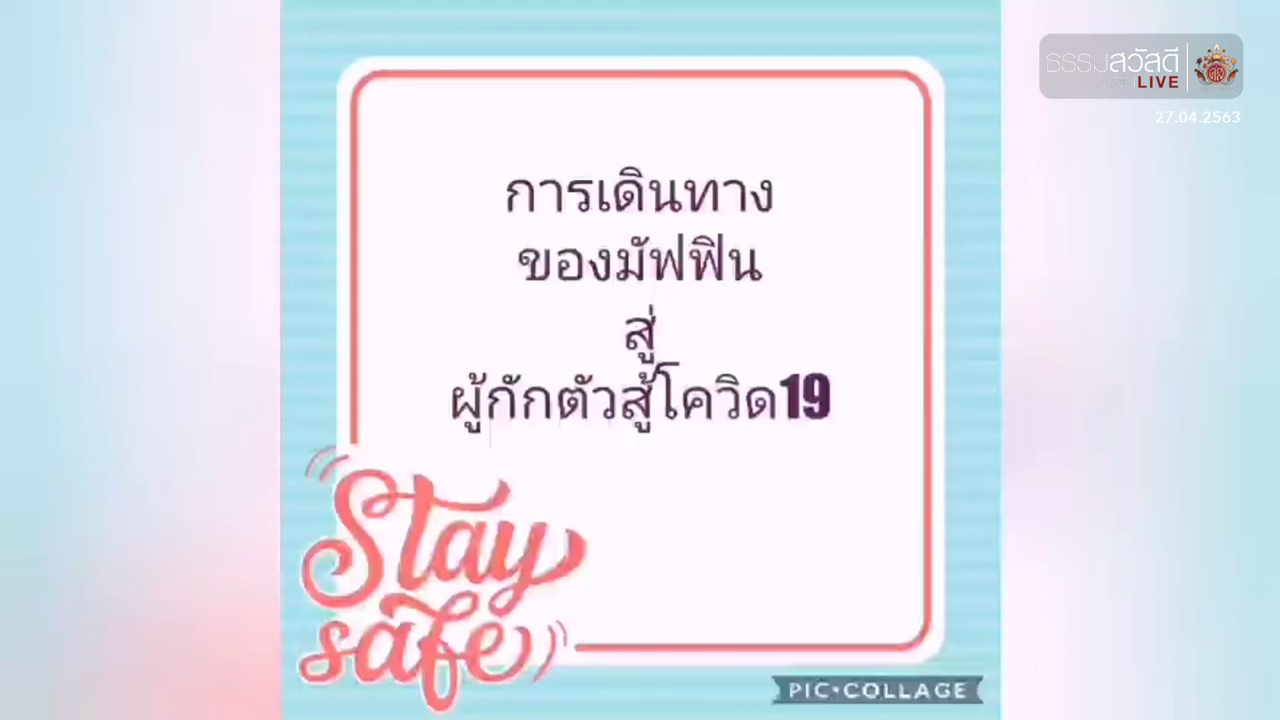 ธรรมสวัสดี
LIVE
27.04.2563
การเดินทาง
ของมัฟฟิน
สู่
ผู้กักตัวสู้โควิด19
Stay
safe
PIC•COLLAGE